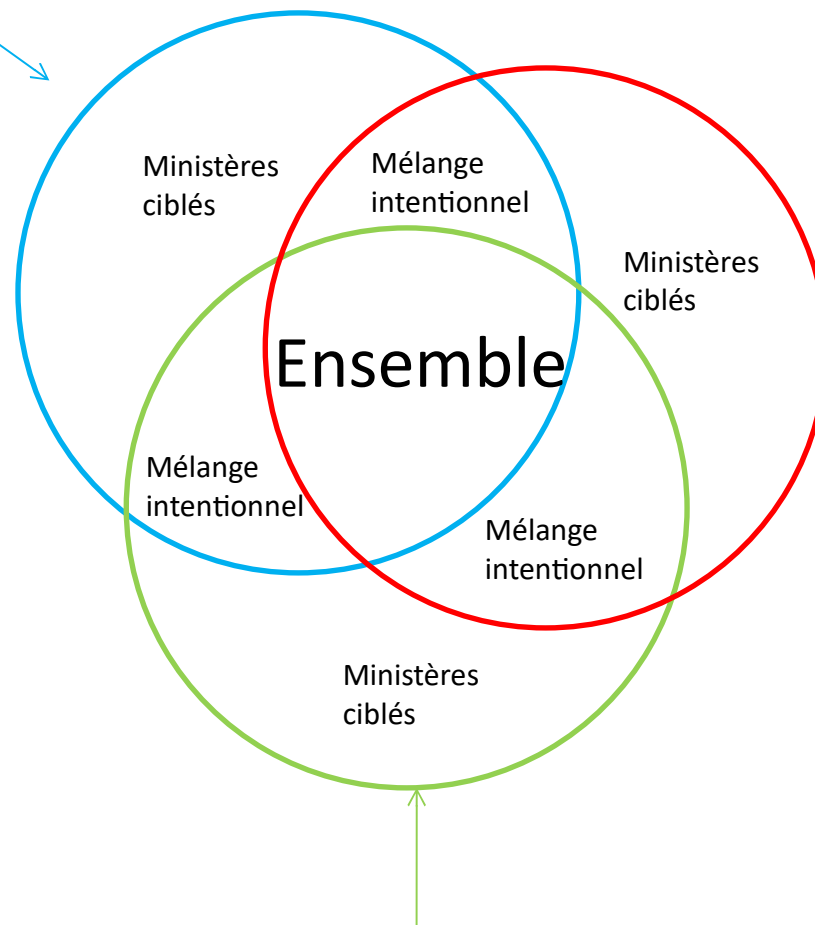 Ministères
ciblés
Mélange
intentionnel
Ministères
ciblés
Ensemble
Mélange
intentionnel
Mélange
intentionnel
Ministères
ciblés